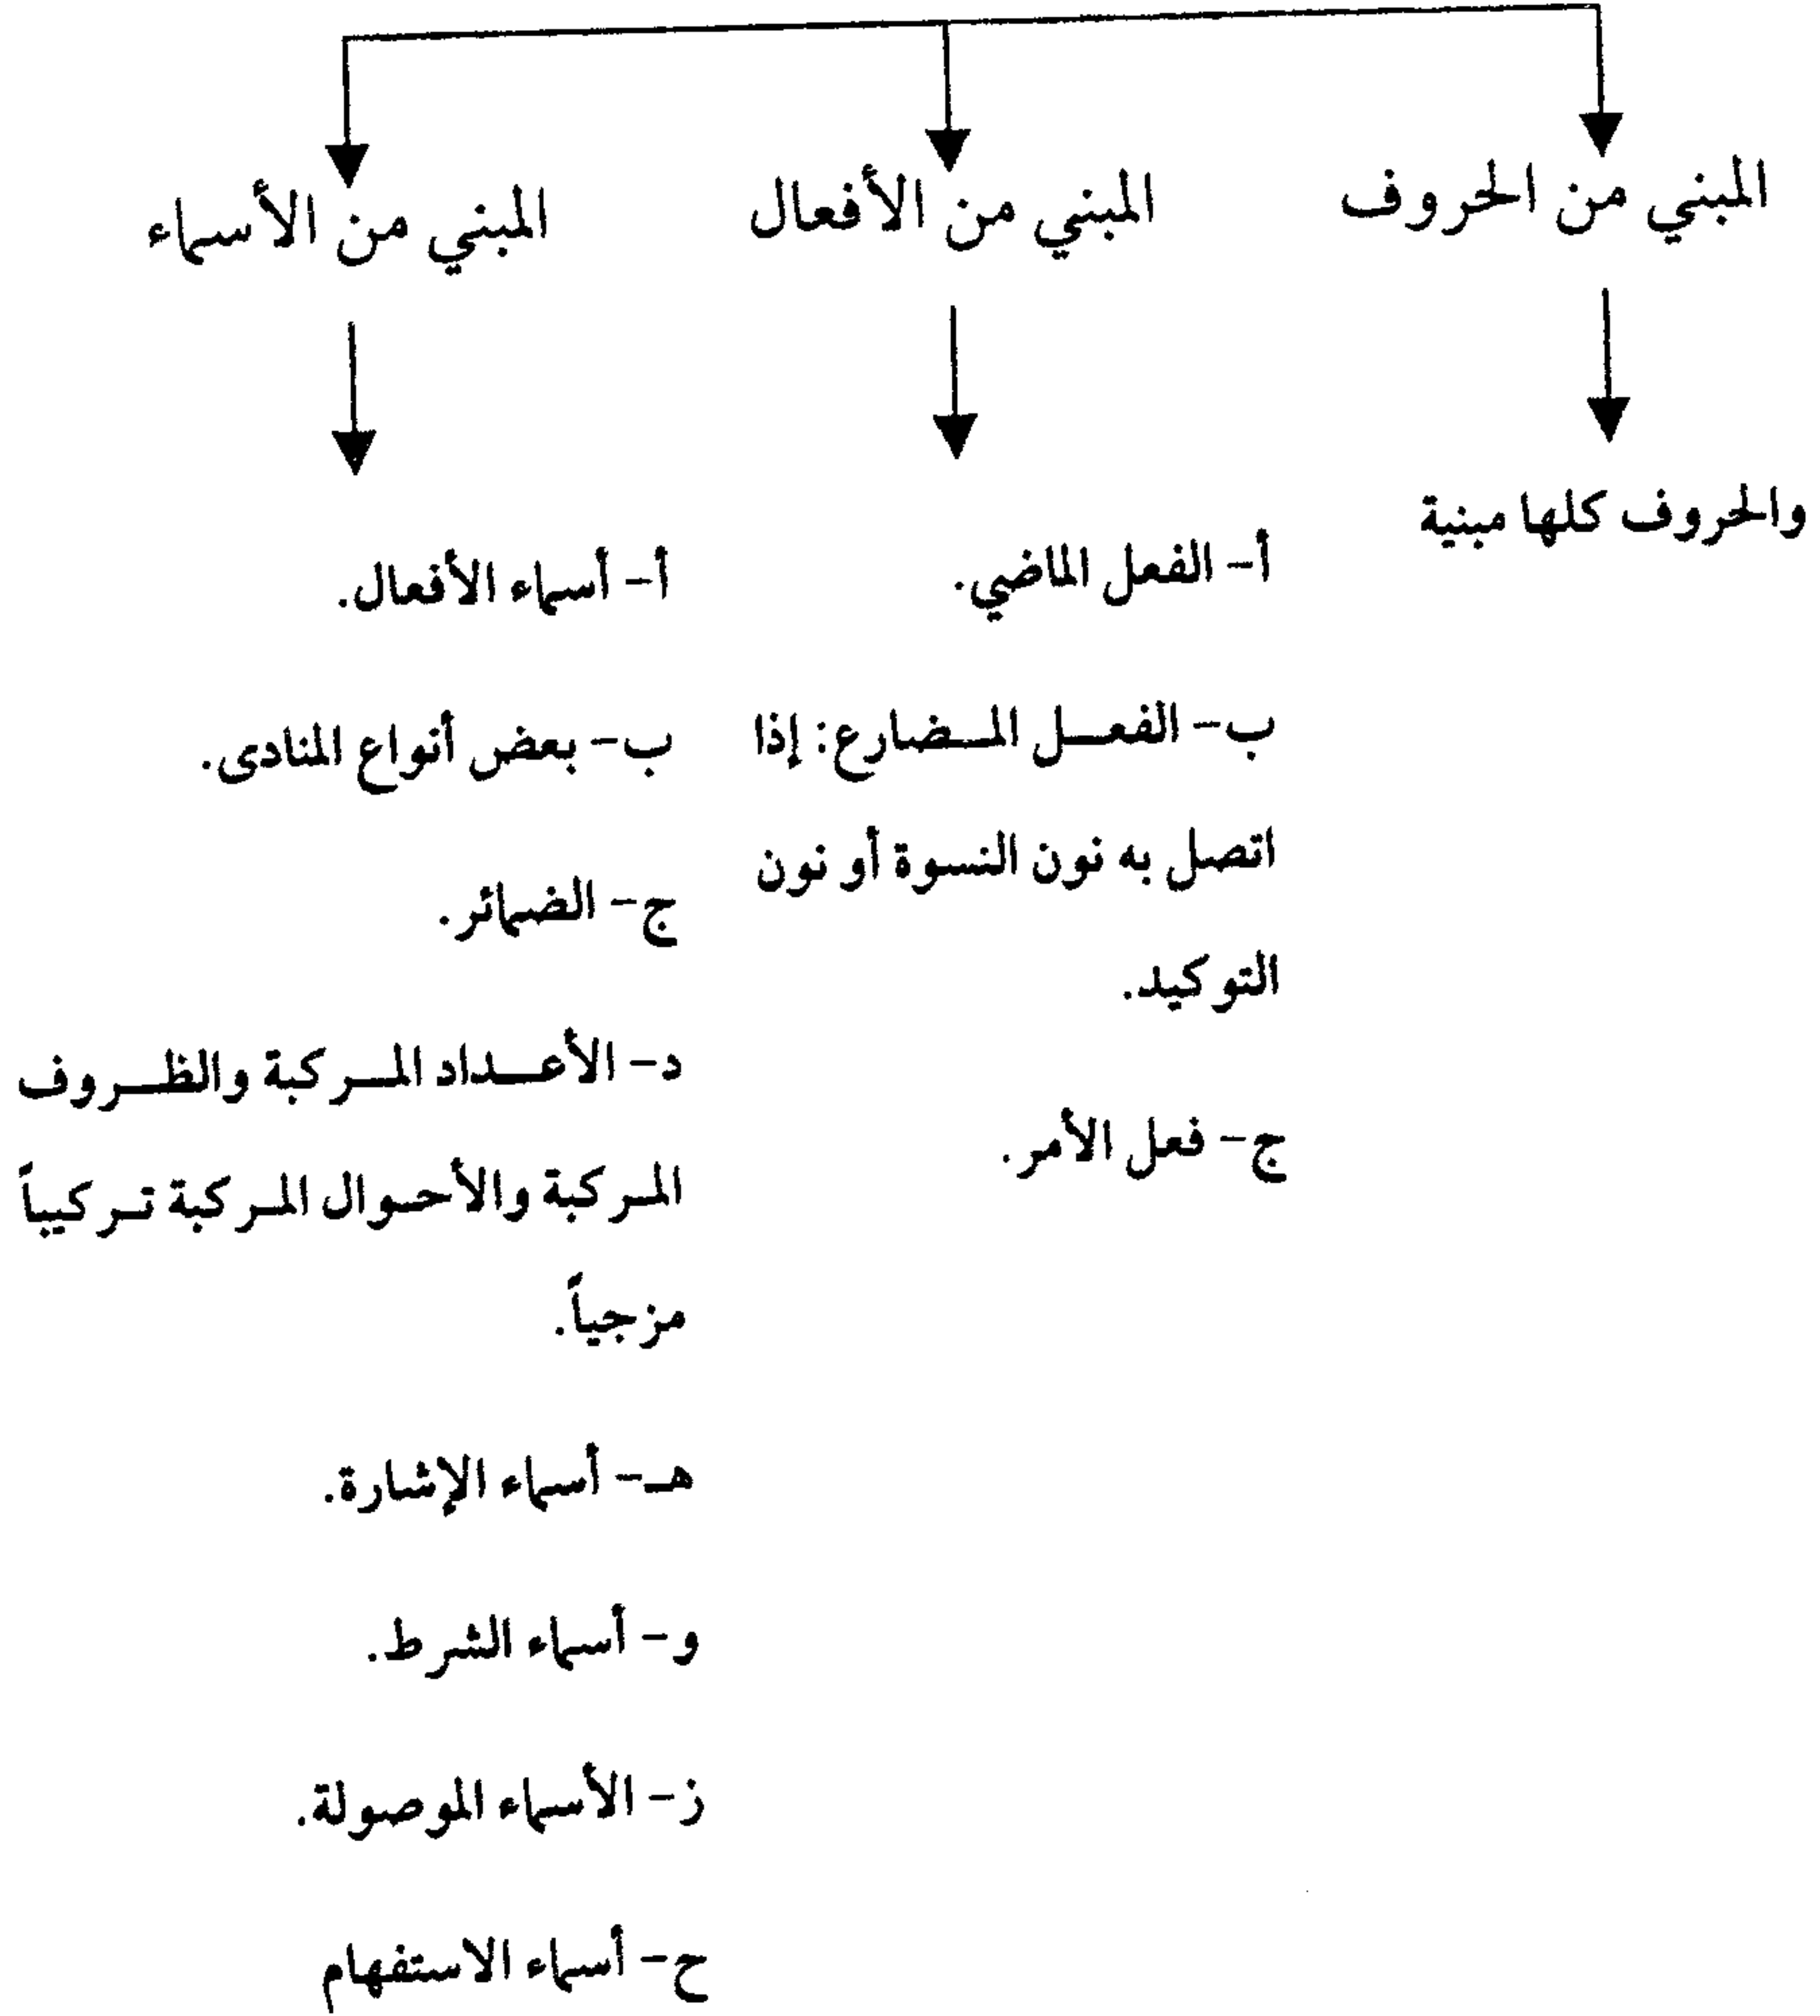 المبني من الحروف
والحروف كلها مبنية
المبني من الأفعال
أ- الفعل الماضي.
ب- الفعل المضارع: إذا
اتصل به نون النسوة أو نون
التوكيد.
ج- فعل الأمر.
المبني من الأسماء
أ- أسماء الأفعال.
ب- بعض أنواع المنادى.
ج- الضمائر.
د- الأعداد المركبة والظروف
المركبة والأحوال المركبة تركيباً
مزجياً.
هـ- أسماء الإشارة.
و- أسماء الشرط.
ز- الأسماء الموصولة.
ح- أسماء الاستفهام